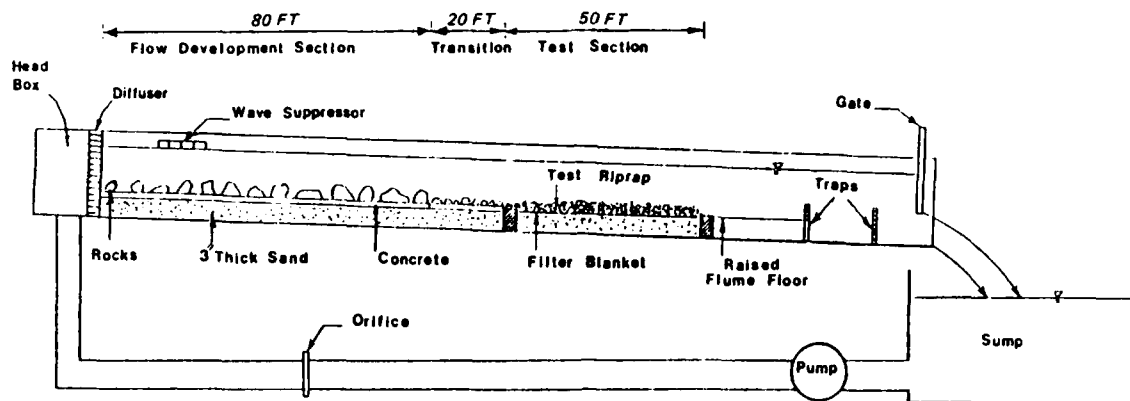 80 FT
20 FT
50 FT
Flow Development Section
Transition
Test Section
Head
Box
Diffuser
Wave Suppressor
Gate
Test Riprap
Traps
Rocks
3" Thick Sand
Concrete
Filter Blanket
Raised
Flume Floor
Orifice
Pump
Sump